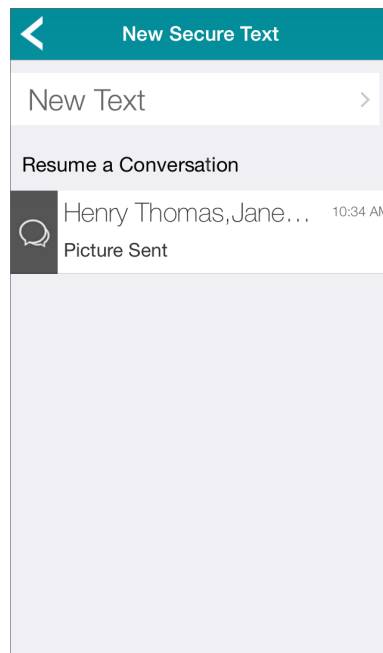 New Secure Text
New Text
Resume a Conversation
Henry Thomas,Jane... 10:34 AM
Picture Sent